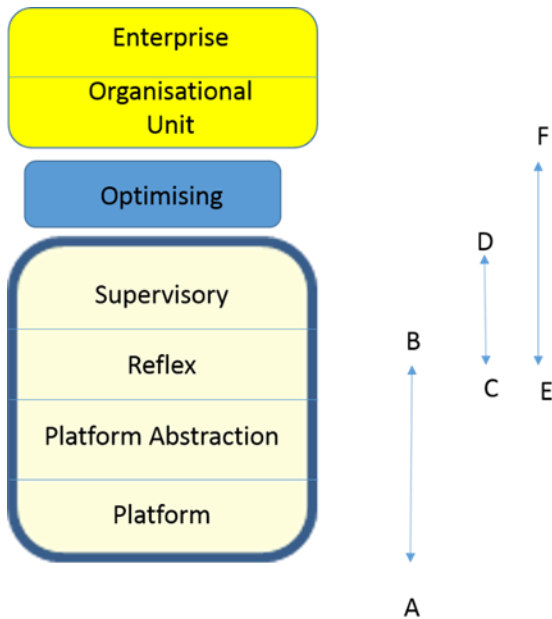 Enterprise
Organisational
Unit
Optimising
Supervisory
Reflex
Platform Abstraction
Platform
F
D
B
C
E
A